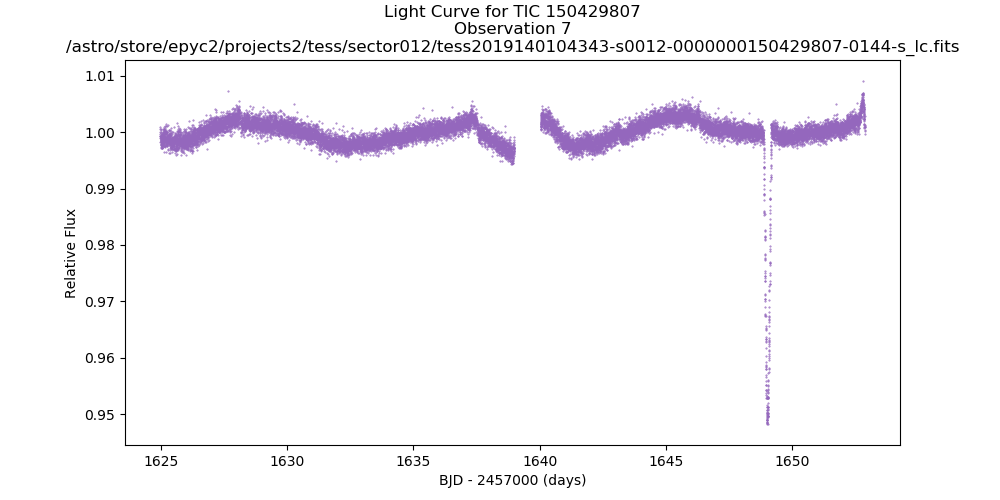 Light Curve for TIC 150429807
Observation 7
/astro/store/epyc2/projects2/tess/sector012/tess2019140104343-s0012-0000000150429807-0144-s_lc.fits
1.01
1.00
0.99
0.98
0.97
0.96
0.95
Relative Flux
1625 1630 1635 1640 1645 1650
BJD - 2457000 (days)